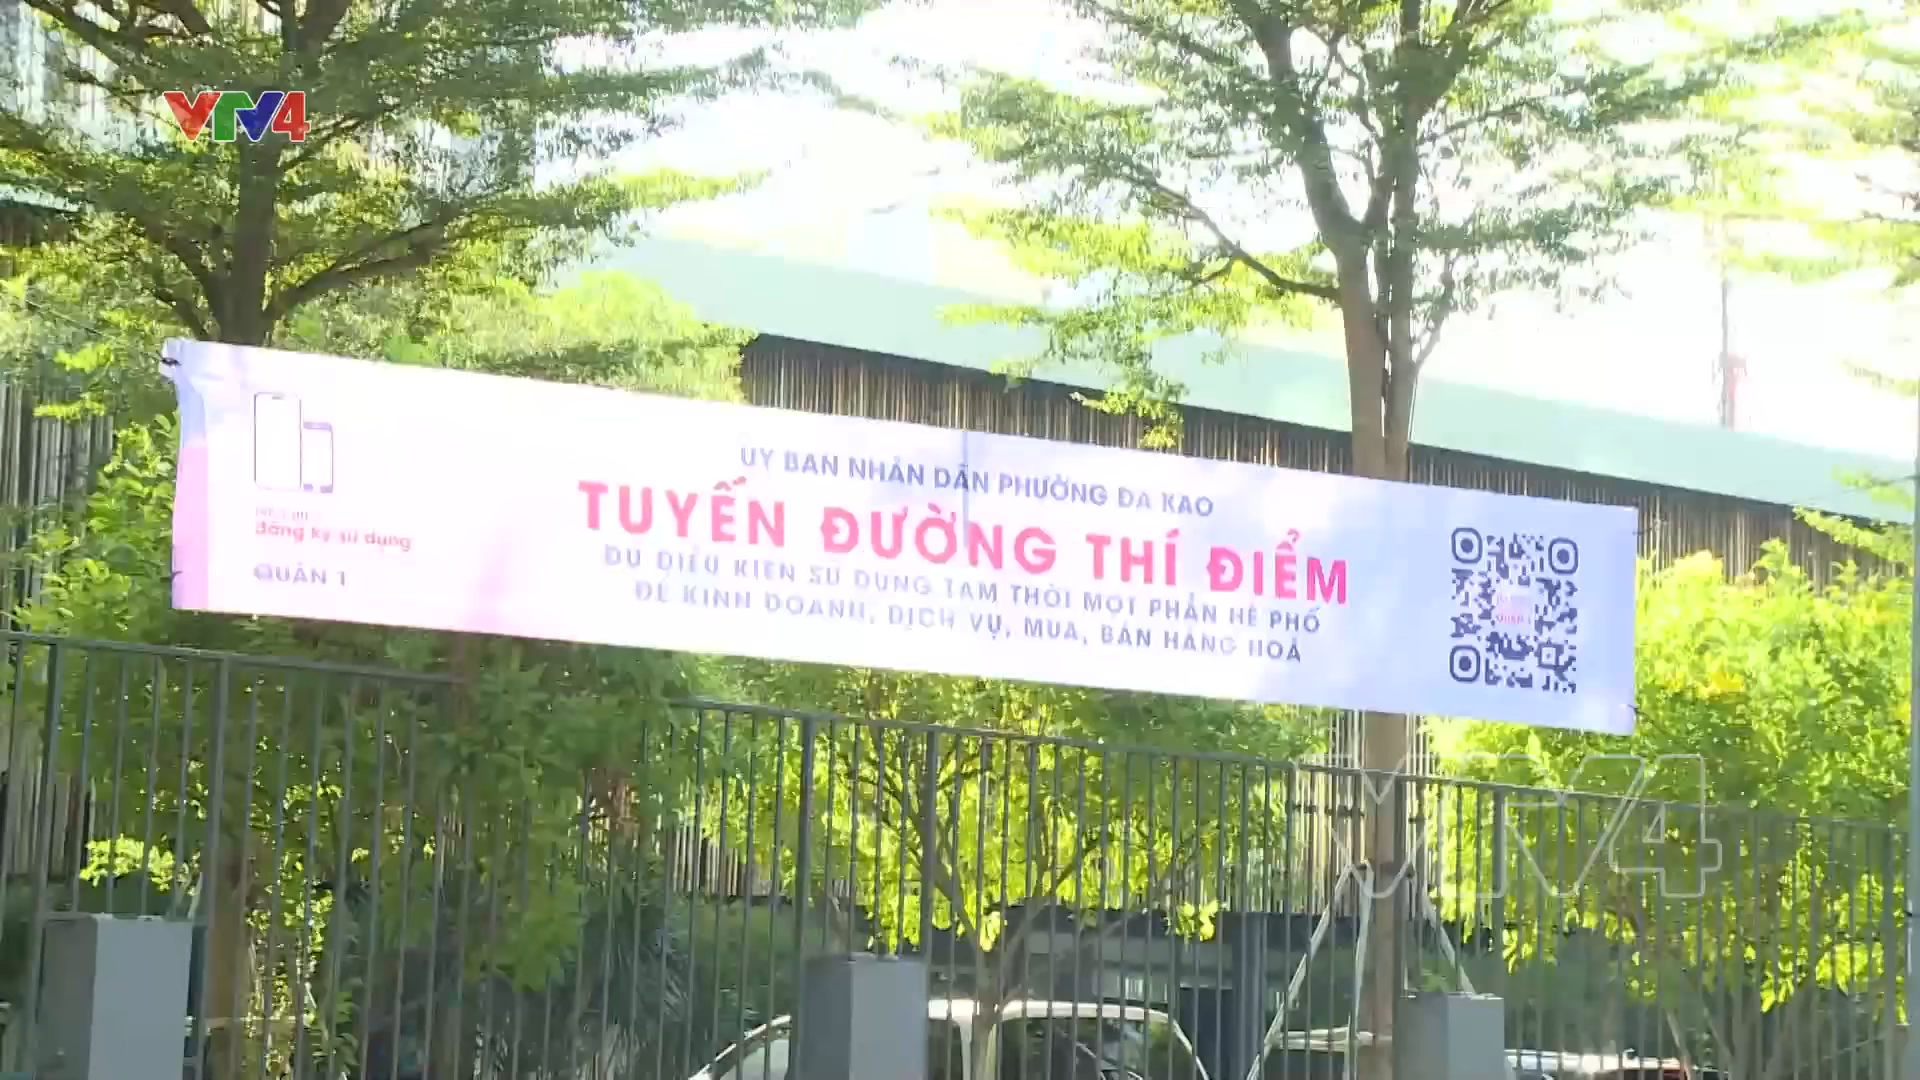 VTV4
ỦY BAN NHÂN DÂN PHƯỜNG ĐA KAO
TUYẾN ĐƯỜNG THÍ ĐIỂM
ĐỦ ĐIỀU KIỆN SỬ DỤNG TẠM THỜI MỘT PHẦN HÈ PHỐ
ĐỂ KINH DOANH, DỊCH VỤ, MUA, BÁN HÀNG HOÁ
đăng ký sử dụng
QUẬN 1
VTV4